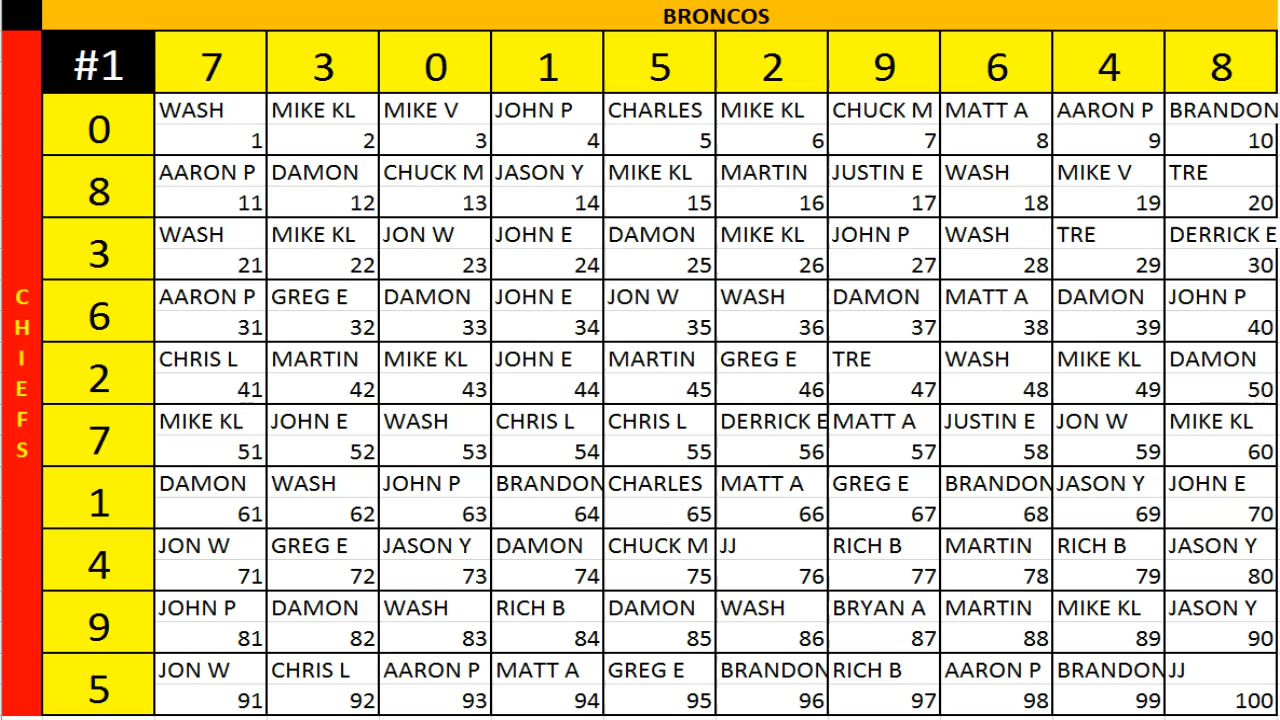 BRONCOS
#1 7 3 0 1 5 2 9 6 4 8
CHIEFS
0 WASH MIKE KL MIKE V JOHN P CHARLES MIKE KL CHUCK M MATT A AARON P BRANDON
1 2 3 4 5 6 7 8 9 10
8 AARON P DAMON CHUCK M JASON Y MIKE KL MARTIN JUSTIN E WASH MIKE V TRE
11 12 13 14 15 16 17 18 19 20
3 WASH MIKE KL JON W JOHN E DAMON MIKE KL JOHN P WASH TRE DERRICK E
21 22 23 24 25 26 27 28 29 30
6 AARON P GREG E DAMON JOHN E JON W WASH DAMON MATT A DAMON JOHN P
31 32 33 34 35 36 37 38 39 40
2 CHRIS L MARTIN MIKE KL JOHN E MARTIN GREG E TRE WASH MIKE KL DAMON
41 42 43 44 45 46 47 48 49 50
7 MIKE KL JOHN E WASH CHRIS L CHRIS L DERRICK E MATT A JUSTIN E JON W MIKE KL
51 52 53 54 55 56 57 58 59 60
1 DAMON WASH JOHN P BRANDON CHARLES MATT A GREG E BRANDON JASON Y JOHN E
61 62 63 64 65 66 67 68 69 70
4 JON W GREG E JASON Y DAMON CHUCK M JJ RICH B MARTIN RICH B JASON Y
71 72 73 74 75 76 77 78 79 80
9 JOHN P DAMON WASH RICH B DAMON WASH BRYAN A MARTIN MIKE KL JASON Y
81 82 83 84 85 86 87 88 89 90
5 JON W CHRIS L AARON P MATT A GREG E BRANDON RICH B AARON P BRANDON JJ
91 92 93 94 95 96 97 98 99 100